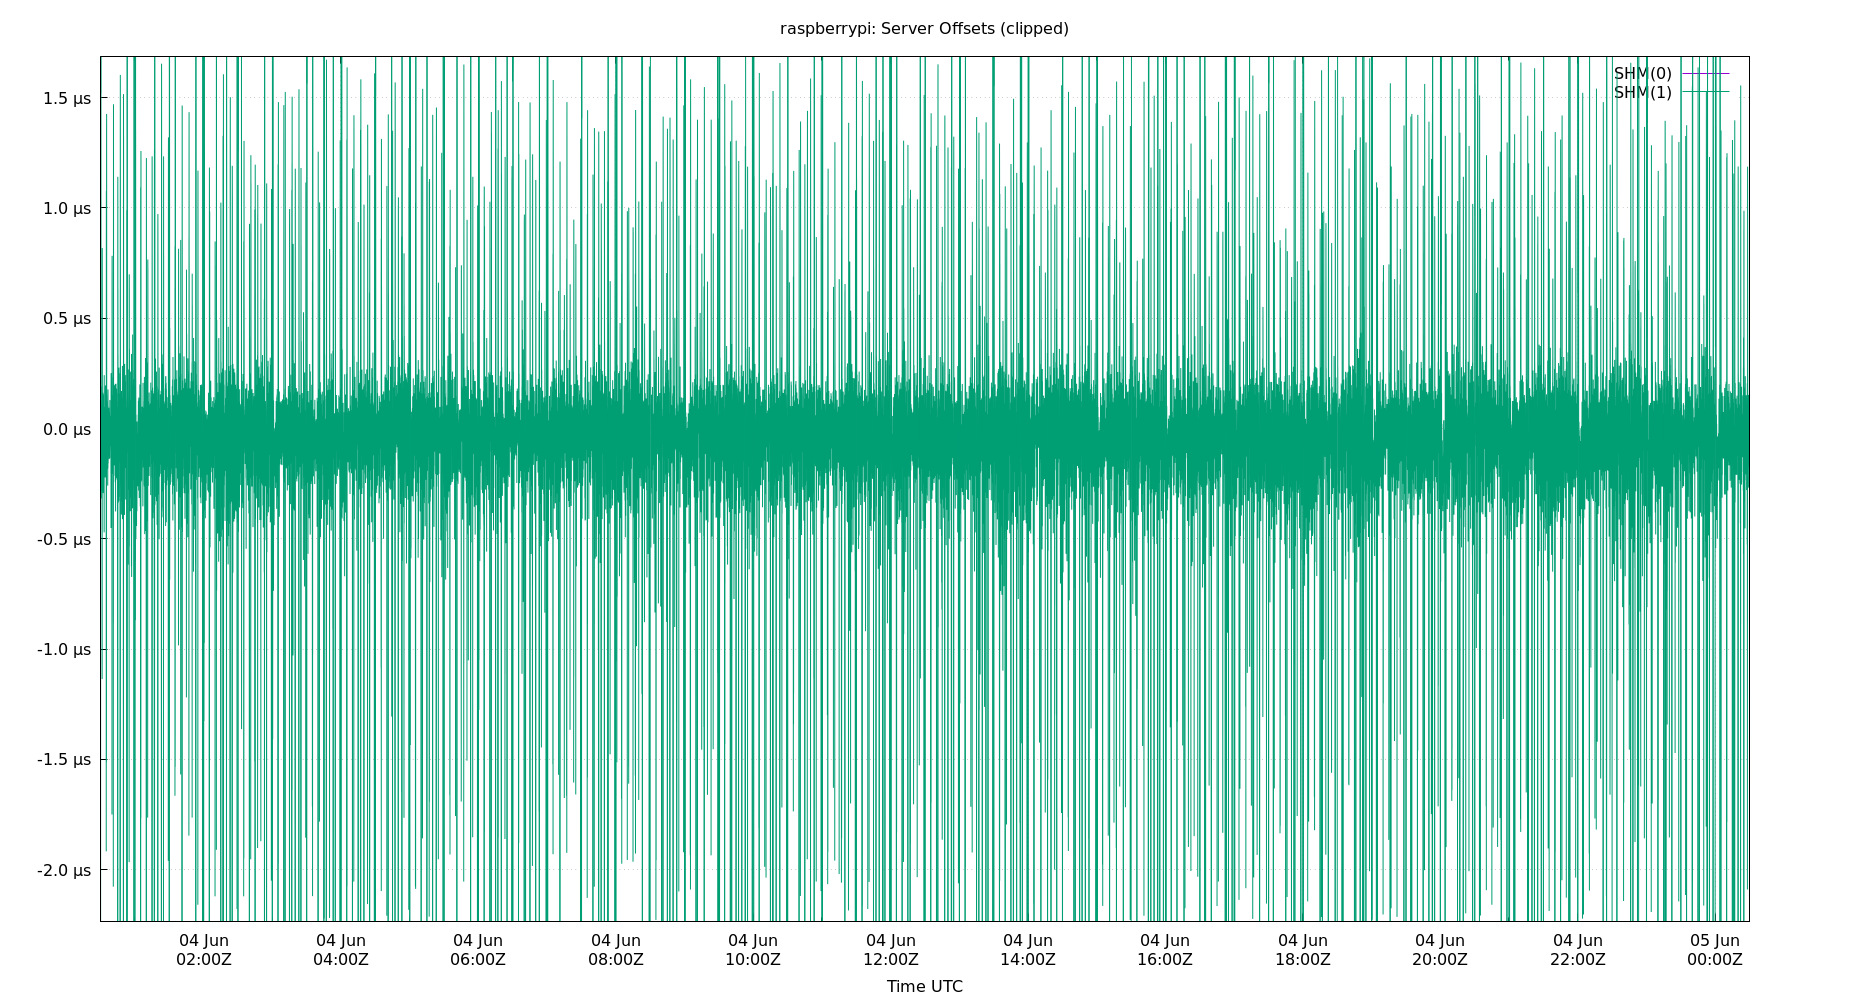 raspberrypi: Server Offsets (clipped)
SHM(0)
SHM(1)
1.5 µs
1.0 µs
0.5 µs
0.0 µs
-0.5 µs
-1.0 µs
-1.5 µs
-2.0 µs
04 Jun 04 Jun 04 Jun 04 Jun 04 Jun 04 Jun 04 Jun 04 Jun 04 Jun 04 Jun 04 Jun 05 Jun
02:00Z 04:00Z 06:00Z 08:00Z 10:00Z 12:00Z 14:00Z 16:00Z 18:00Z 20:00Z 22:00Z 00:00Z
Time UTC